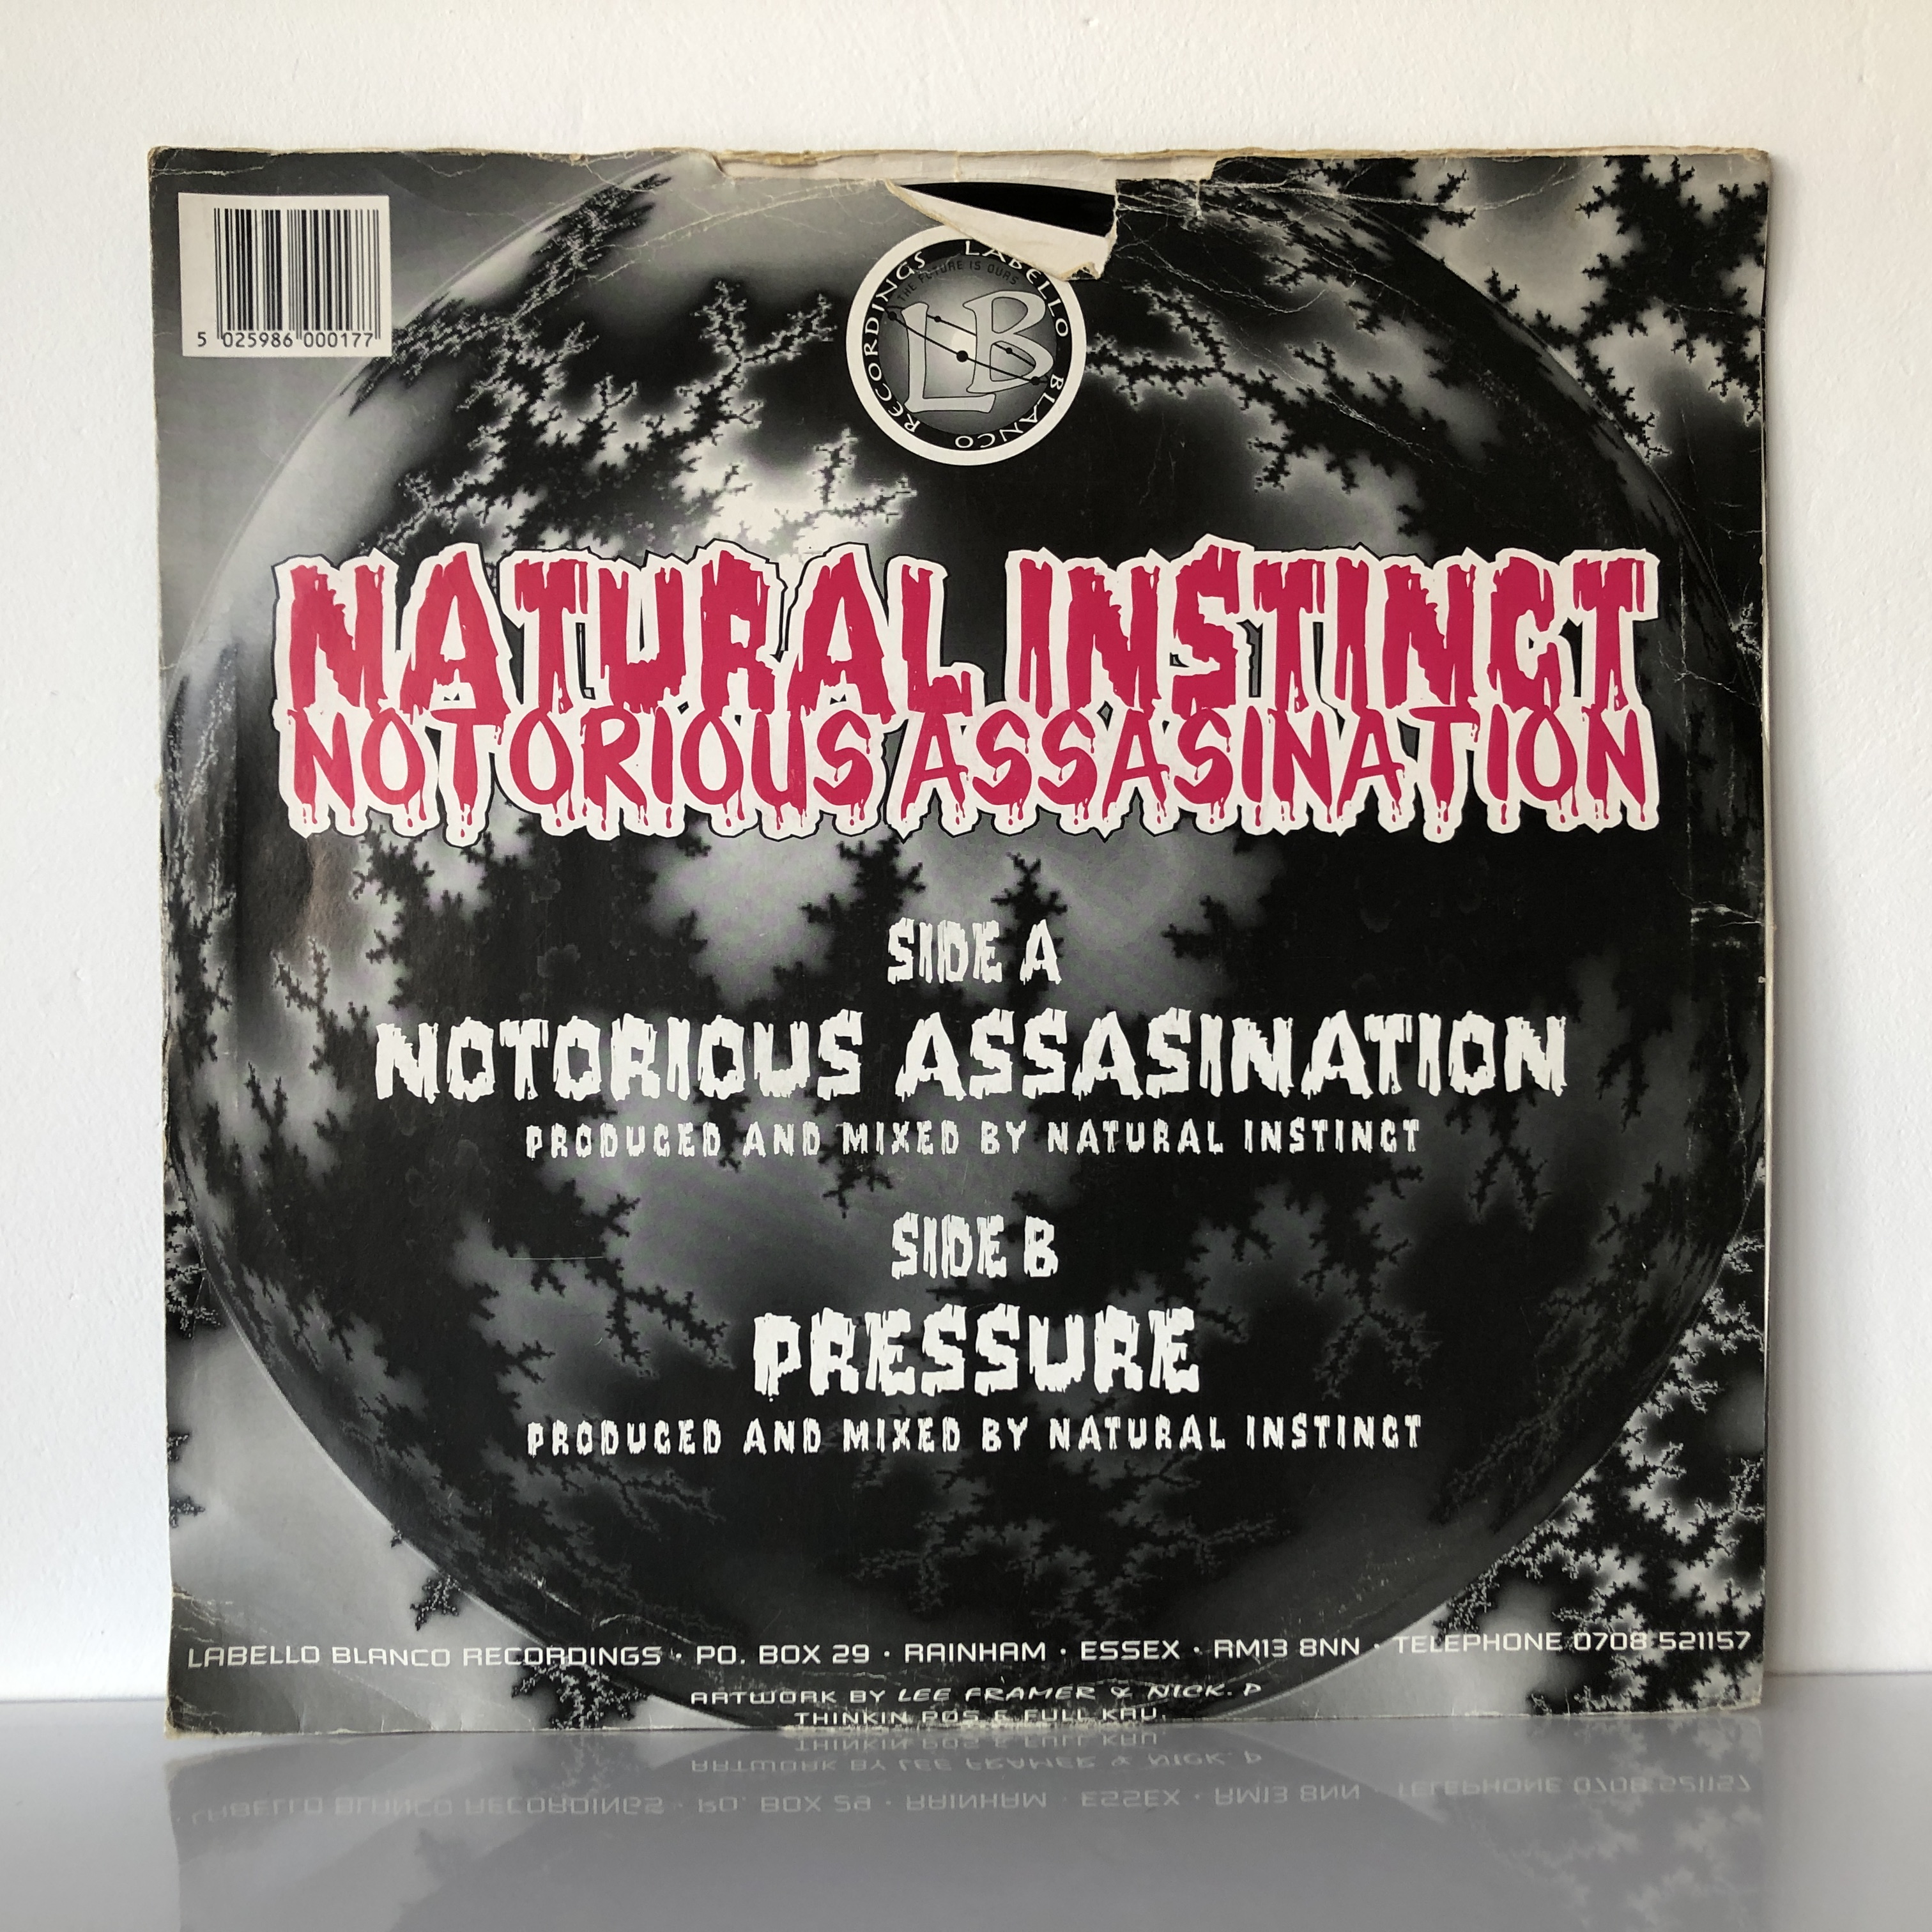 5 025986 000177
LABELLO BLANCO RECORDINGS
THE FUTURE IS OURS
LB
NATURAL INSTINCT
NOTORIOUS ASSASINATION
SIDE A
NOTORIOUS ASSASINATION
PRODUCED AND MIXED BY NATURAL INSTINCT
SIDE B
PRESSURE
PRODUCED AND MIXED BY NATURAL INSTINCT
LABELLO BLANCO RECORDINGS · PO. BOX 29 · RAINHAM · ESSEX · RM13 8NN · TELEPHONE 0708 521157
ARTWORK BY LEE FRAMER & NICK. P
THINKIN POS & FULL KRU.